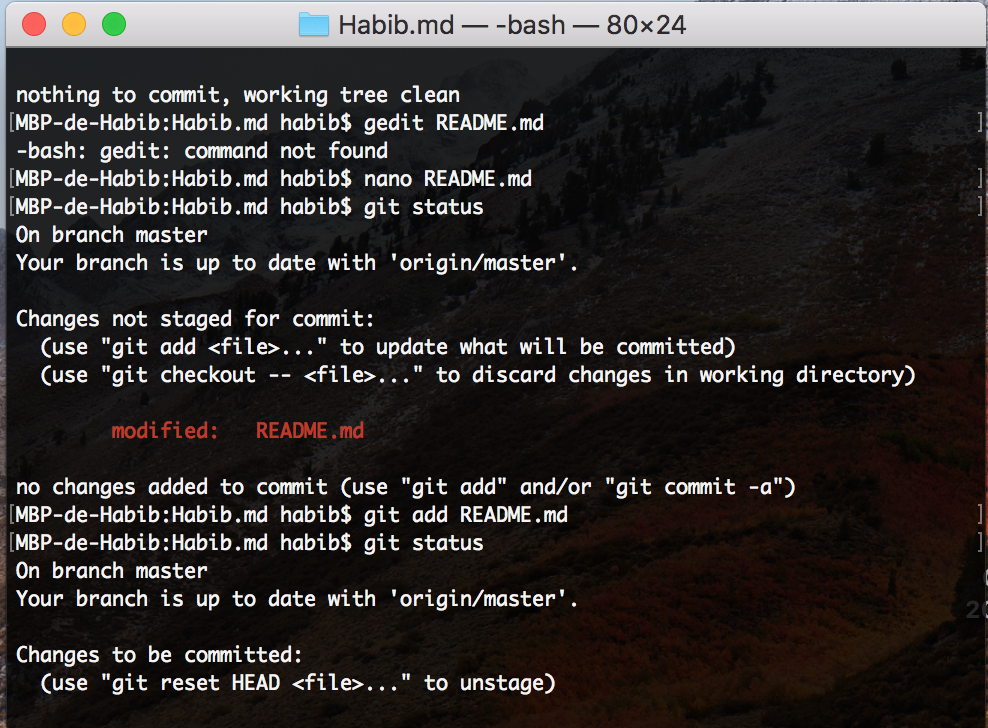 Habib.md — -bash — 80×24
nothing to commit, working tree clean
[MBP-de-Habib:Habib.md habib$ gedit README.md ]
-bash: gedit: command not found
[MBP-de-Habib:Habib.md habib$ nano README.md ]
[MBP-de-Habib:Habib.md habib$ git status ]
On branch master
Your branch is up to date with 'origin/master'.
Changes not staged for commit:
(use "git add <file>..." to update what will be committed)
(use "git checkout -- <file>..." to discard changes in working directory)
modified: README.md
no changes added to commit (use "git add" and/or "git commit -a")
[MBP-de-Habib:Habib.md habib$ git add README.md ]
[MBP-de-Habib:Habib.md habib$ git status ]
On branch master
Your branch is up to date with 'origin/master'.
Changes to be committed:
(use "git reset HEAD <file>..." to unstage)